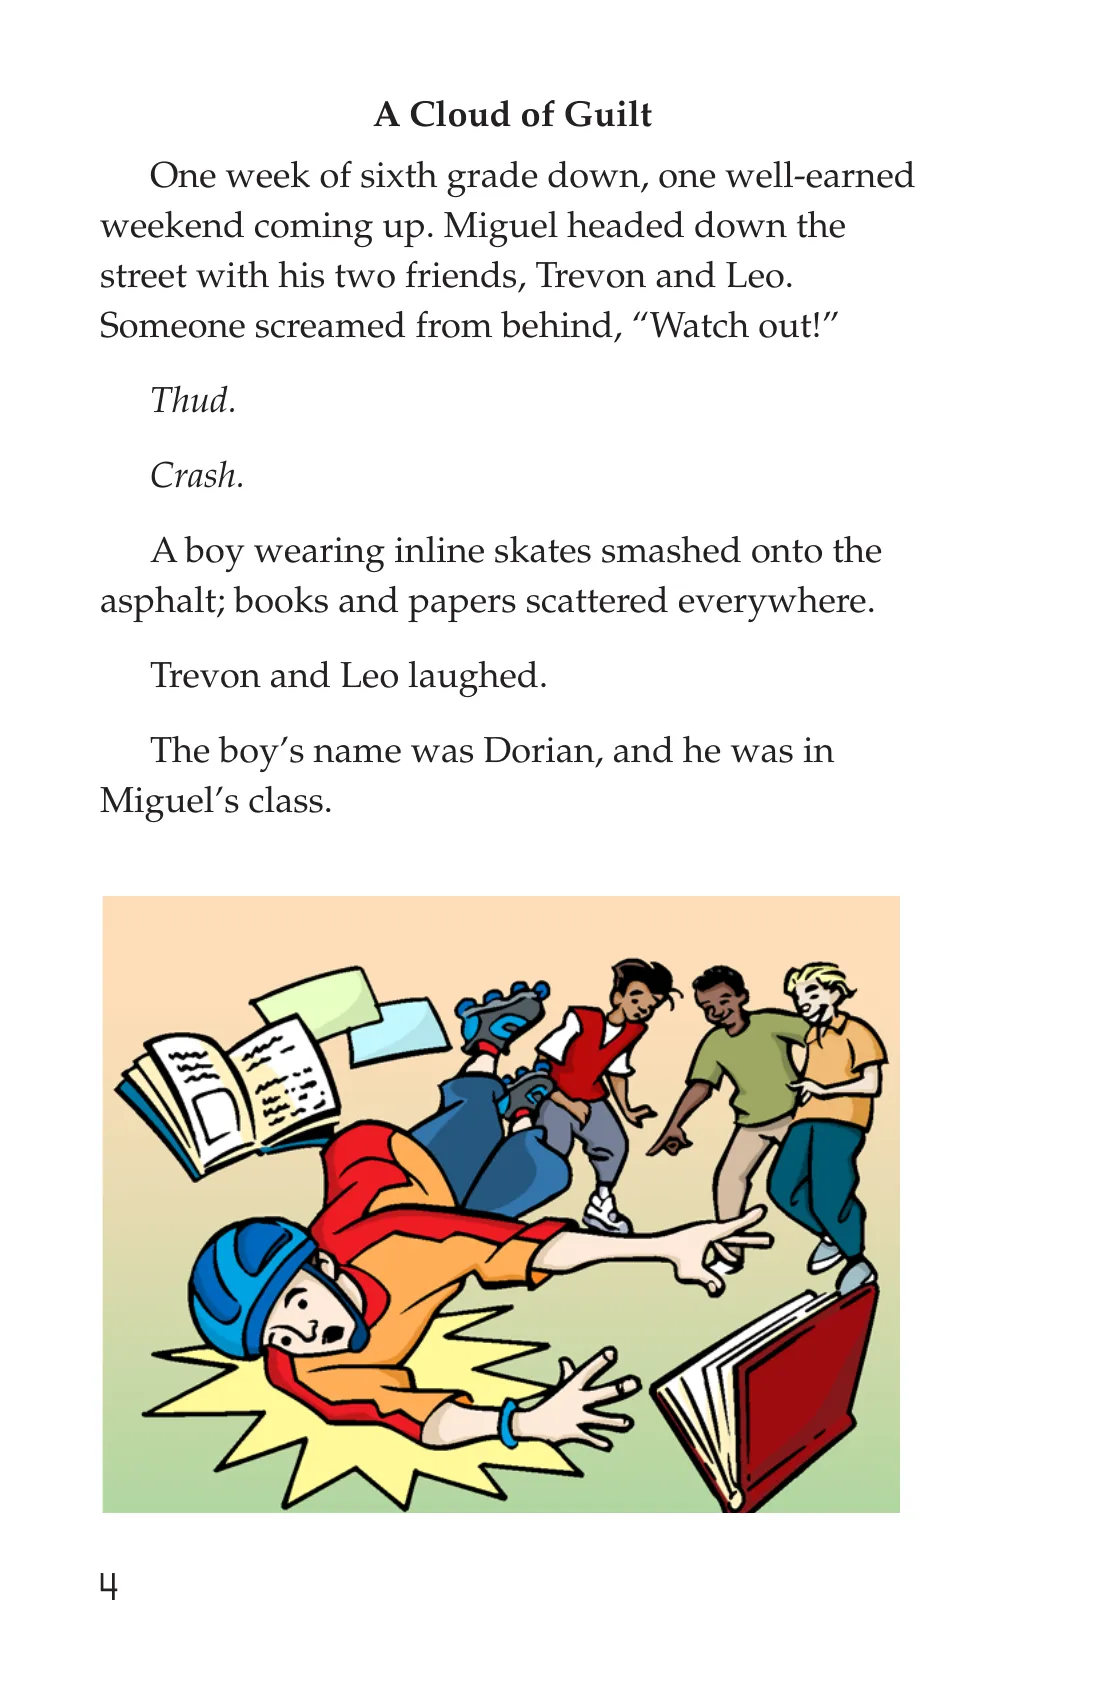 A Cloud of Guilt
One week of sixth grade down, one well-earned
weekend coming up. Miguel headed down the
street with his two friends, Trevon and Leo.
Someone screamed from behind, “Watch out!”
Thud.
Crash.
A boy wearing inline skates smashed onto the
asphalt; books and papers scattered everywhere.
Trevon and Leo laughed.
The boy’s name was Dorian, and he was in
Miguel’s class.
4